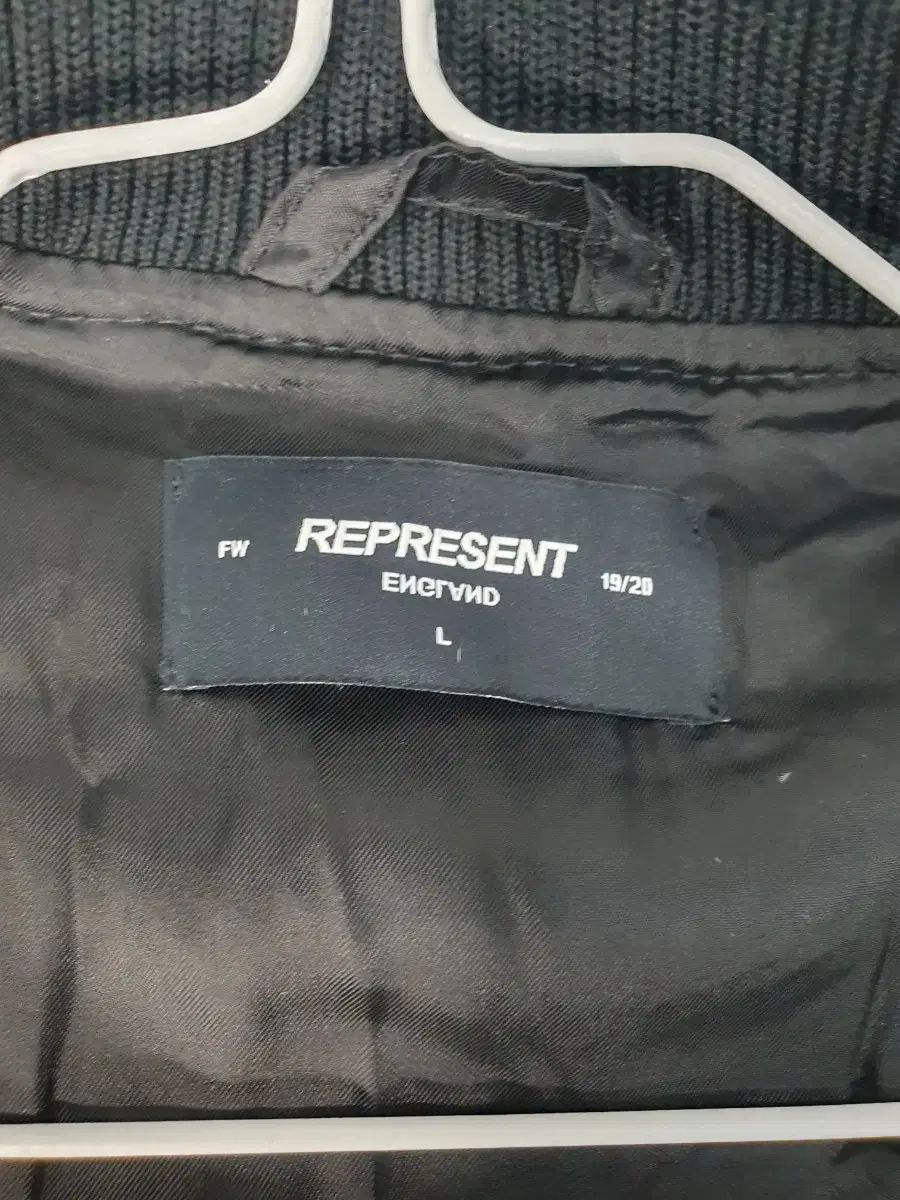 FW REPRESENT 19/20
ENGLAND
L